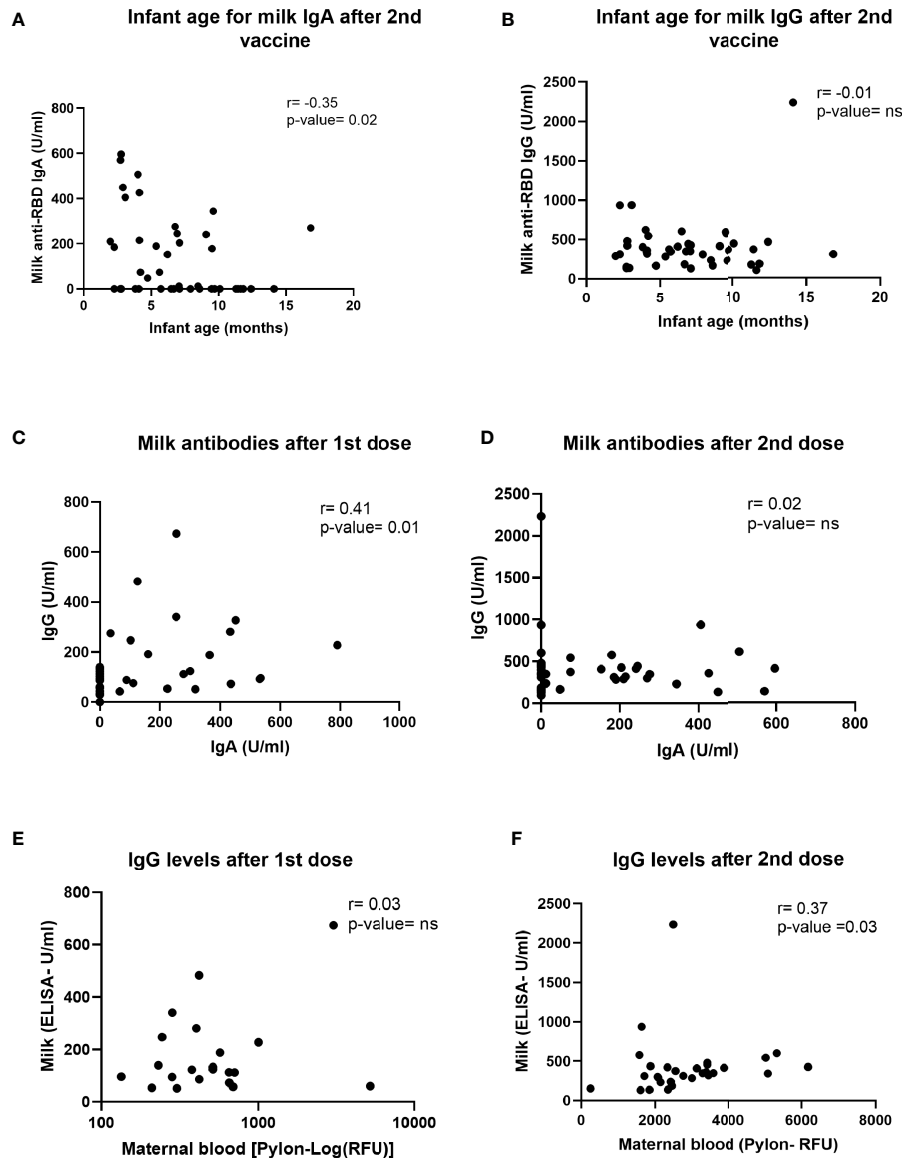 A
Infant age for milk IgA after 2nd
vaccine
r= -0.35
p-value= 0.02
Milk anti-RBD IgA (U/ml)
800
600
400
200
0
0 5 10 15 20
Infant age (months)
B
Infant age for milk IgG after 2nd
vaccine
r= -0.01
p-value= ns
Milk anti-RBD IgG (U/ml)
2500
2000
1500
1000
500
0
0 5 10 15 20
Infant age (months)
C
Milk antibodies after 1st dose
r= 0.41
p-value= 0.01
IgG (U/ml)
800
600
400
200
0
0 200 400 600 800 1000
IgA (U/ml)
D
Milk antibodies after 2nd dose
r= 0.02
p-value= ns
IgG (U/ml)
2500
2000
1500
1000
500
0
0 200 400 600 800
IgA (U/ml)
E
IgG levels after 1st dose
r= 0.03
p-value= ns
Milk (ELISA- U/ml)
800
600
400
200
0
100 1000 10000
Maternal blood [Pylon-Log(RFU)]
F
IgG levels after 2nd dose
r= 0.37
p-value =0.03
Milk (ELISA- U/ml)
2500
2000
1500
1000
500
0
0 2000 4000 6000 8000
Maternal blood (Pylon- RFU)